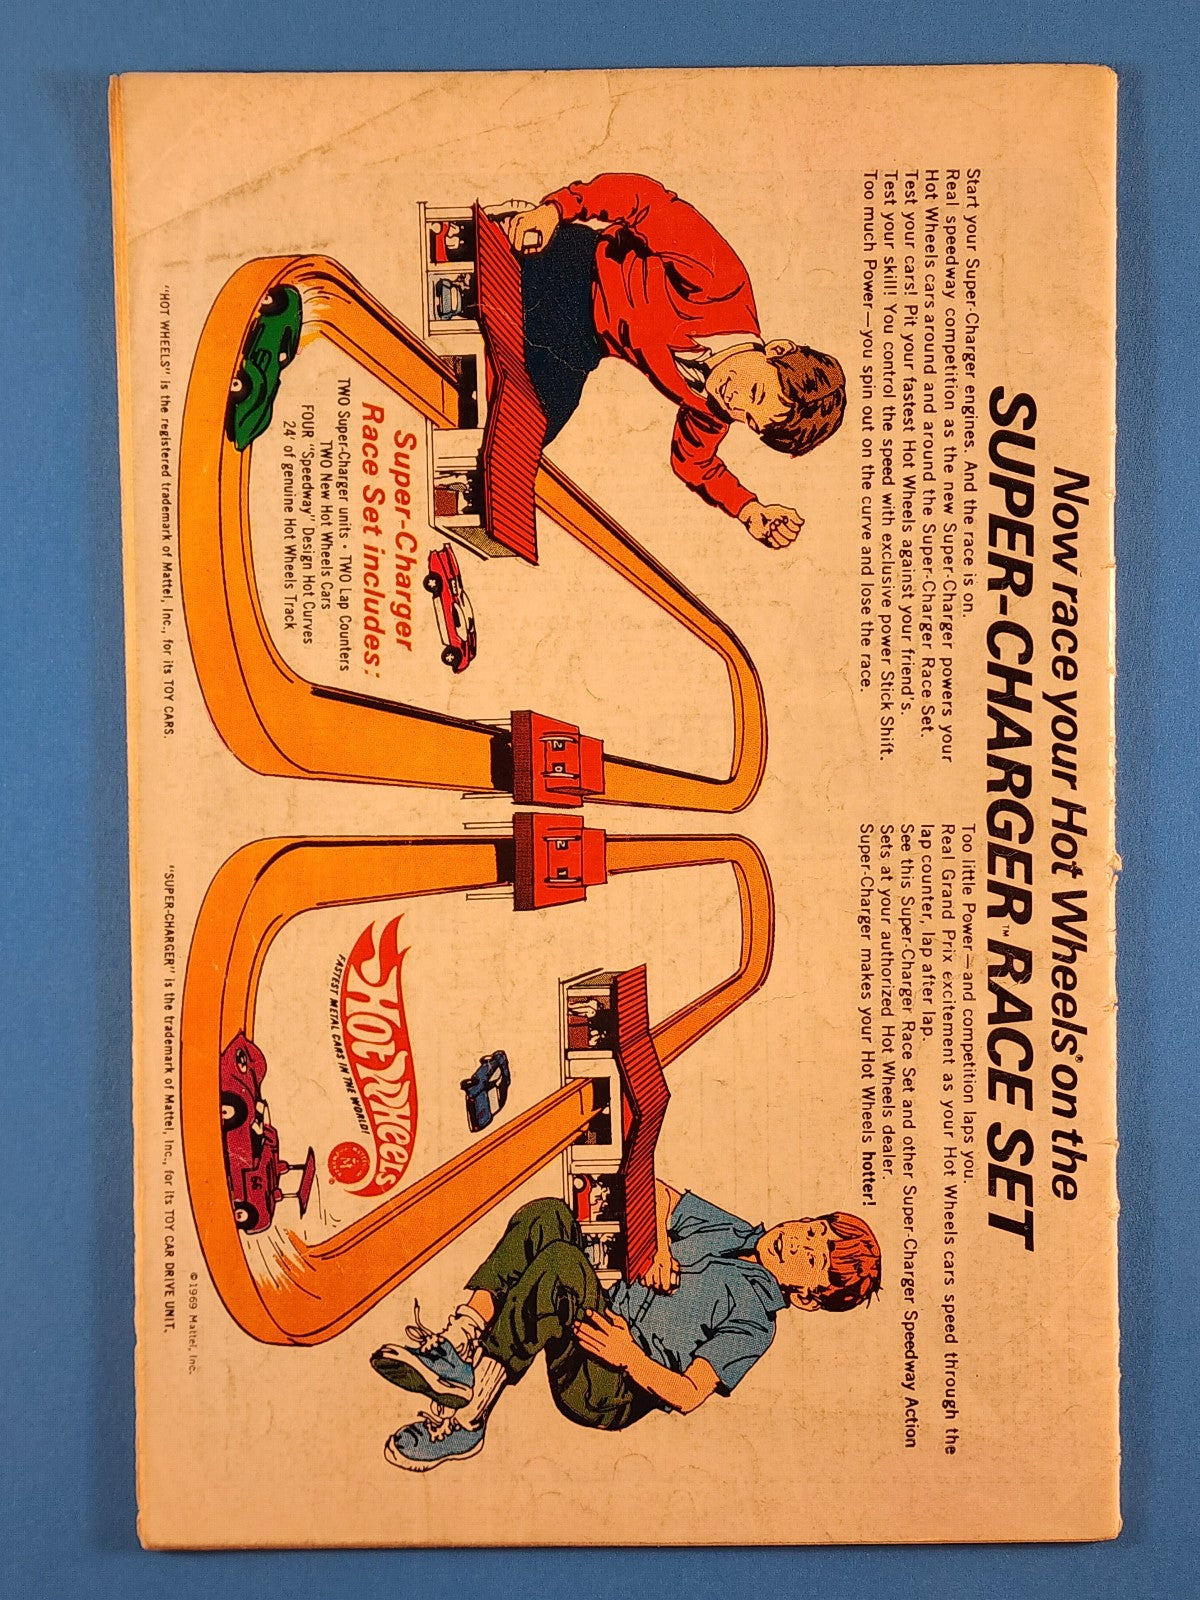 Now race your Hot Wheels® on the
SUPER-CHARGER™ RACE SET
Start your Super-Charger engines. And the race is on.
Real speedway competition as the new Super-Charger powers your
Hot Wheels cars around and around the Super-Charger Race Set.
Test your cars! Pit your fastest Hot Wheels against your friend's.
Test your skill! You control the speed with exclusive power Stick Shift.
Too much Power—you spin out on the curve and lose the race.
Too little Power—and competition laps you.
Real Grand Prix excitement as your Hot Wheels cars speed through the
lap counter, lap after lap.
See this Super-Charger Race Set and other Super-Charger Speedway Action
Sets at your authorized Hot Wheels dealer.
Super-Charger makes your Hot Wheels hotter!
Super-Charger
Race Set includes:
TWO Super-Charger units • TWO Lap Counters
TWO New Hot Wheels Cars
FOUR "Speedway" Design Hot Curves
24' of genuine Hot Wheels Track
2 0
2 1
HOT WHEELS
FASTEST METAL CARS IN THE WORLD!
©1969 Mattel, Inc.
"HOT WHEELS" is the registered trademark of Mattel, Inc., for its TOY CARS.
"SUPER-CHARGER" is the trademark of Mattel, Inc., for its TOY CAR DRIVE UNIT.